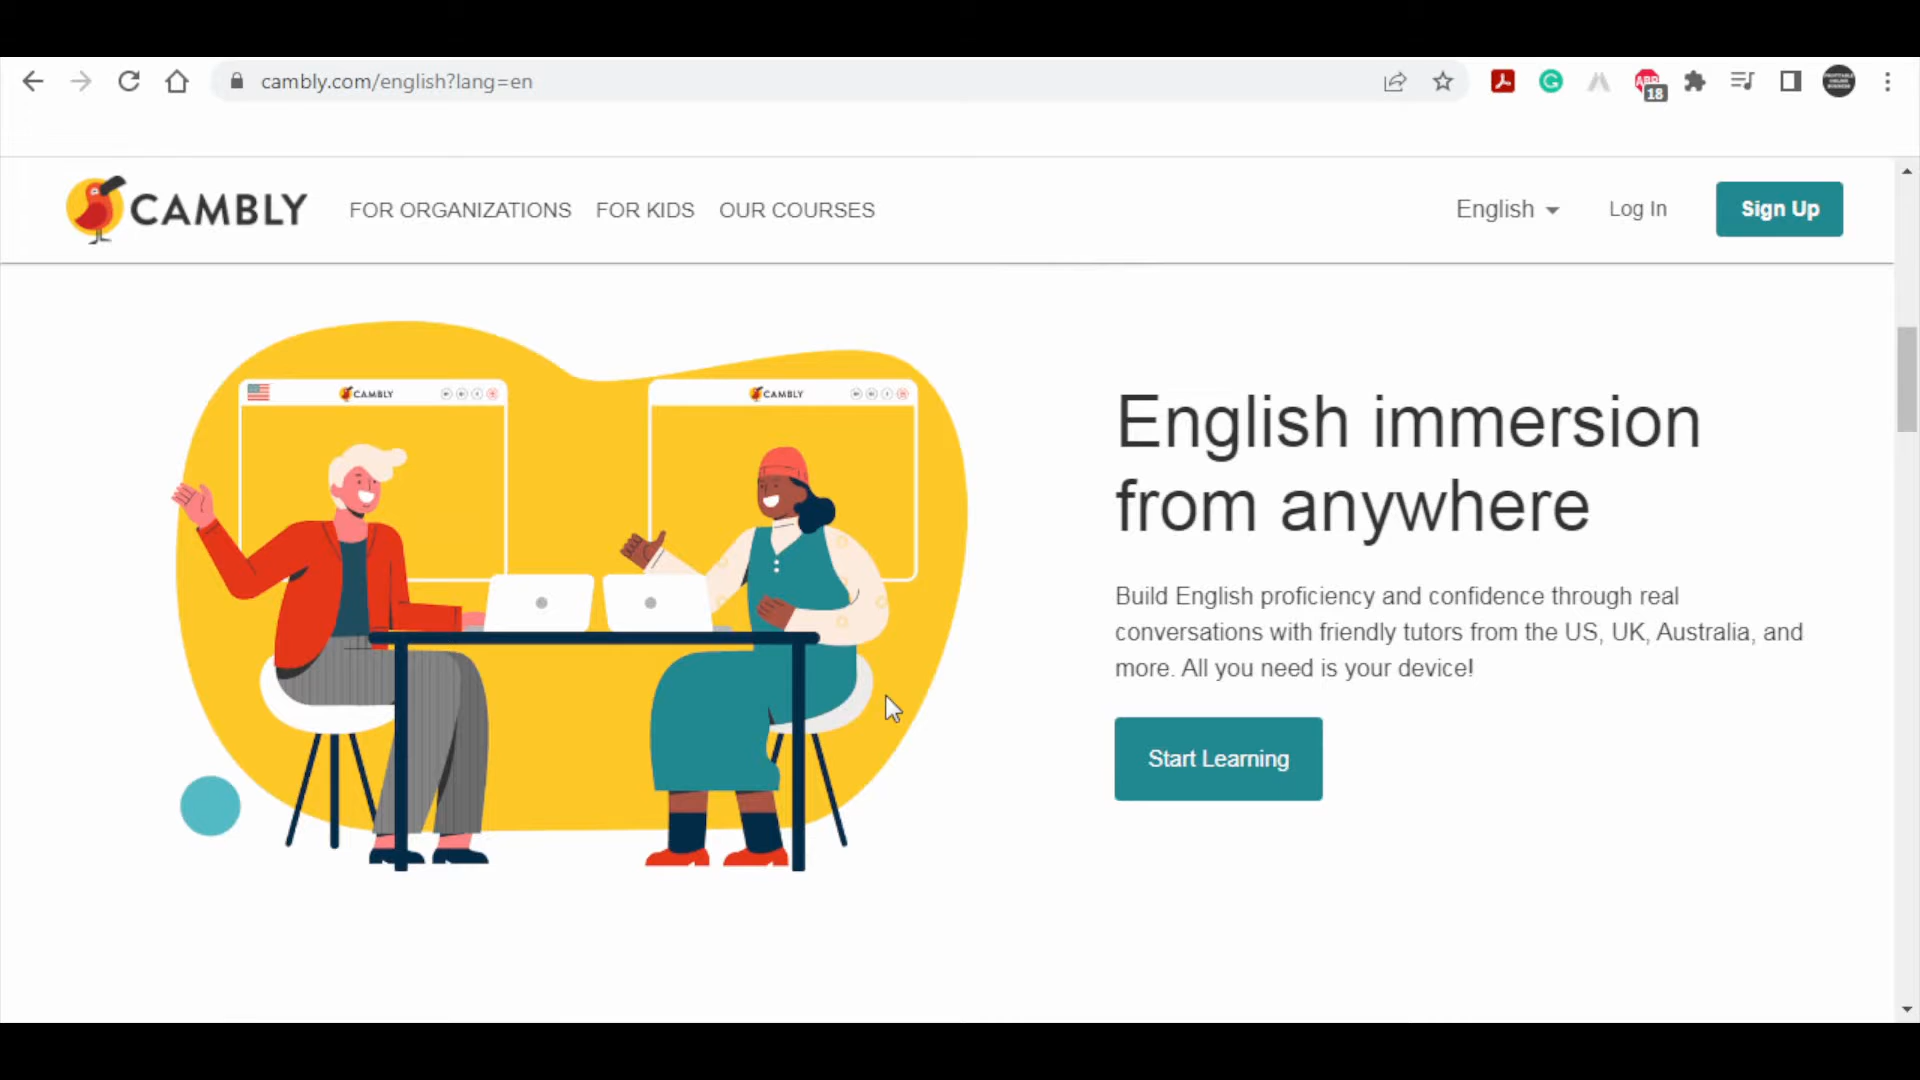 cambly.com/english?lang=en
ABP
18
CAMBLY
FOR ORGANIZATIONS FOR KIDS OUR COURSES
English Log In Sign Up
CAMBLY
CAMBLY
English immersion
from anywhere
Build English proficiency and confidence through real
conversations with friendly tutors from the US, UK, Australia, and
more. All you need is your device!
Start Learning